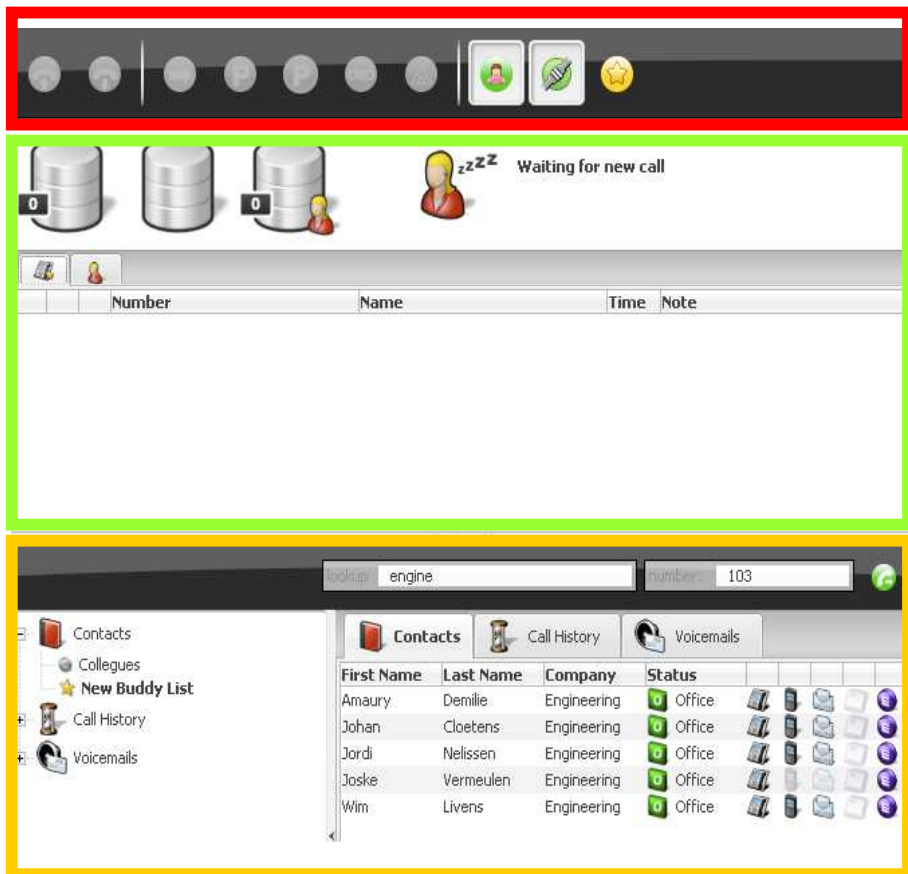 P P
zzzZ Waiting for new call
0 0
Number Name Time Note
lookup: engine number: 103
Contacts
Collegues
New Buddy List
Call History
Voicemails
Contacts Call History Voicemails
First Name Last Name Company Status
Amaury Demilie Engineering Office
Johan Cloetens Engineering Office
Jordi Nelissen Engineering Office
Joske Vermeulen Engineering Office
Wim Livens Engineering Office